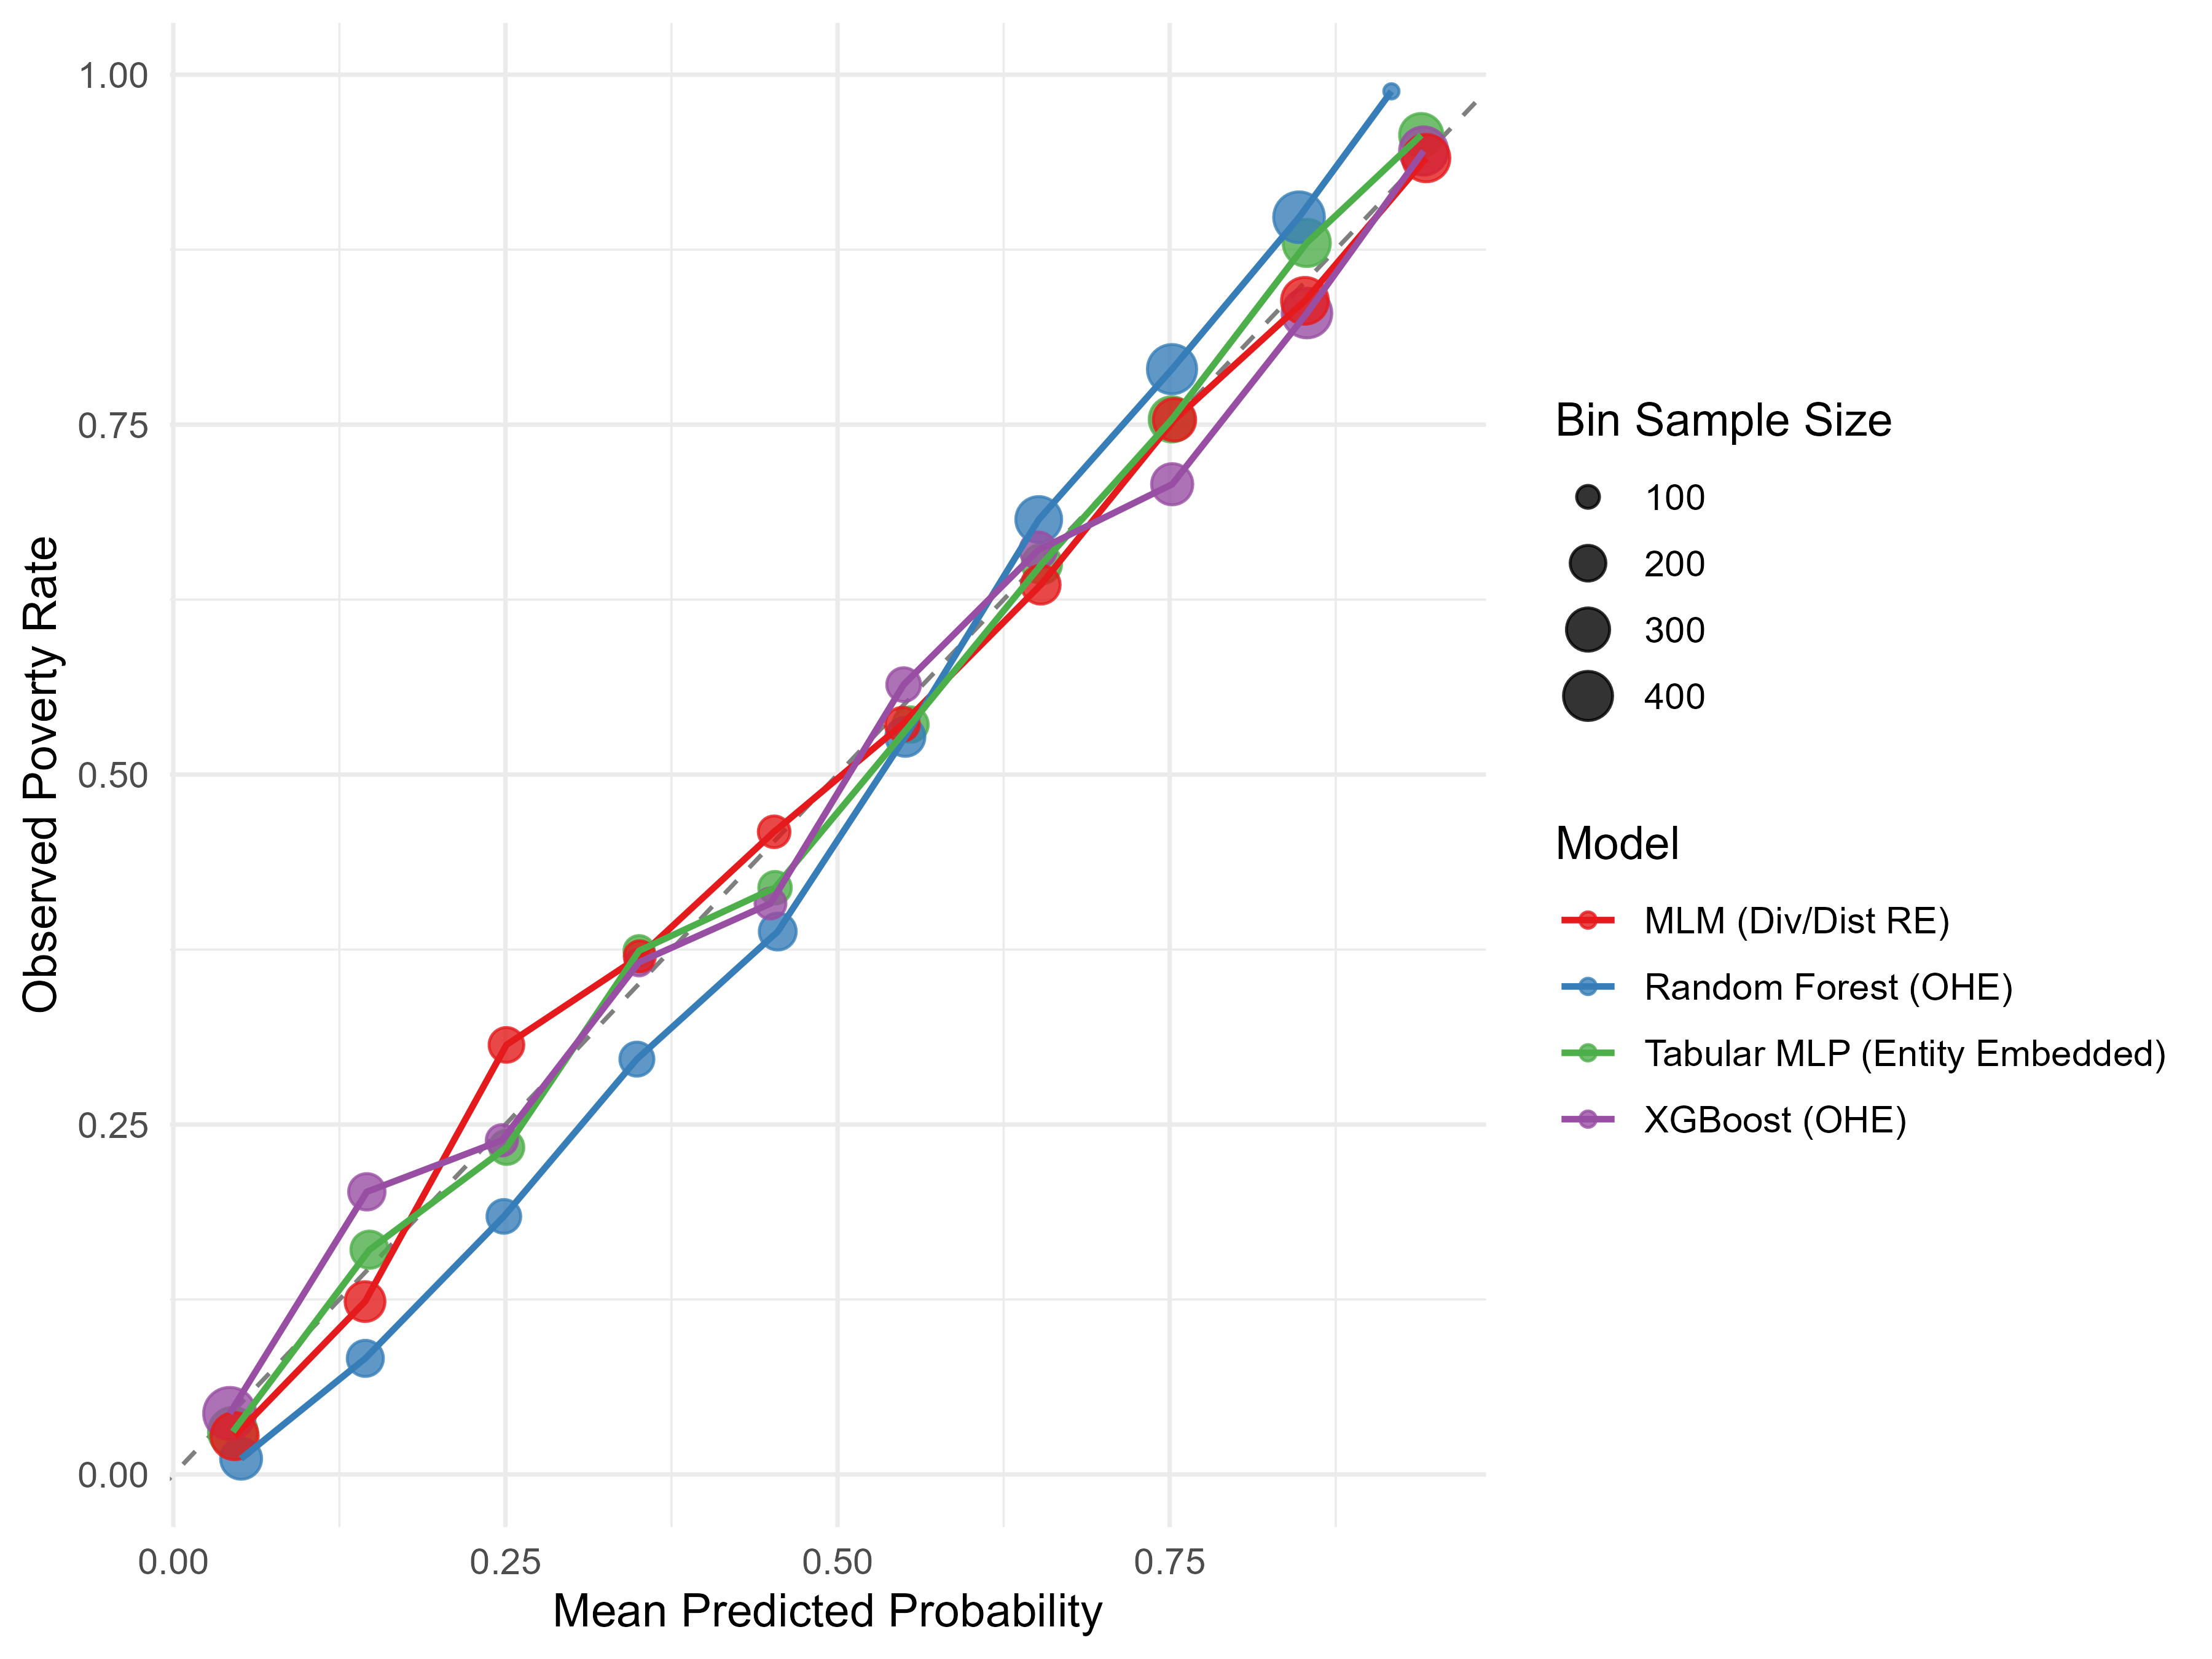 1.00
0.75
0.50
0.25
0.00
Observed Poverty Rate
0.00 0.25 0.50 0.75
Mean Predicted Probability
Bin Sample Size
100
200
300
400
Model
MLM (Div/Dist RE)
Random Forest (OHE)
Tabular MLP (Entity Embedded)
XGBoost (OHE)